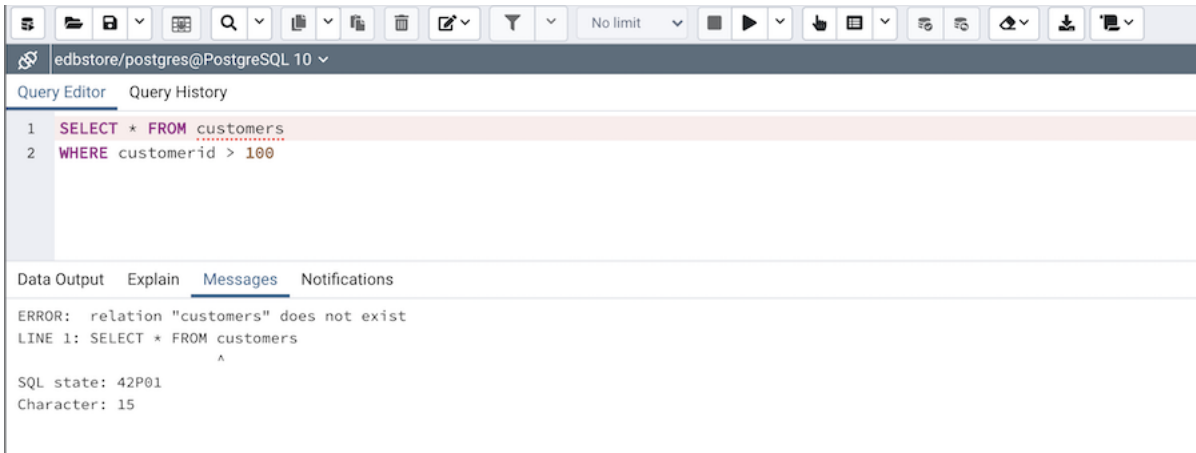 No limit
edbstore/postgres@PostgreSQL 10
Query Editor Query History
1 SELECT * FROM customers
2 WHERE customerid > 100
Data Output Explain Messages Notifications
ERROR: relation "customers" does not exist
LINE 1: SELECT * FROM customers
^
SQL state: 42P01
Character: 15